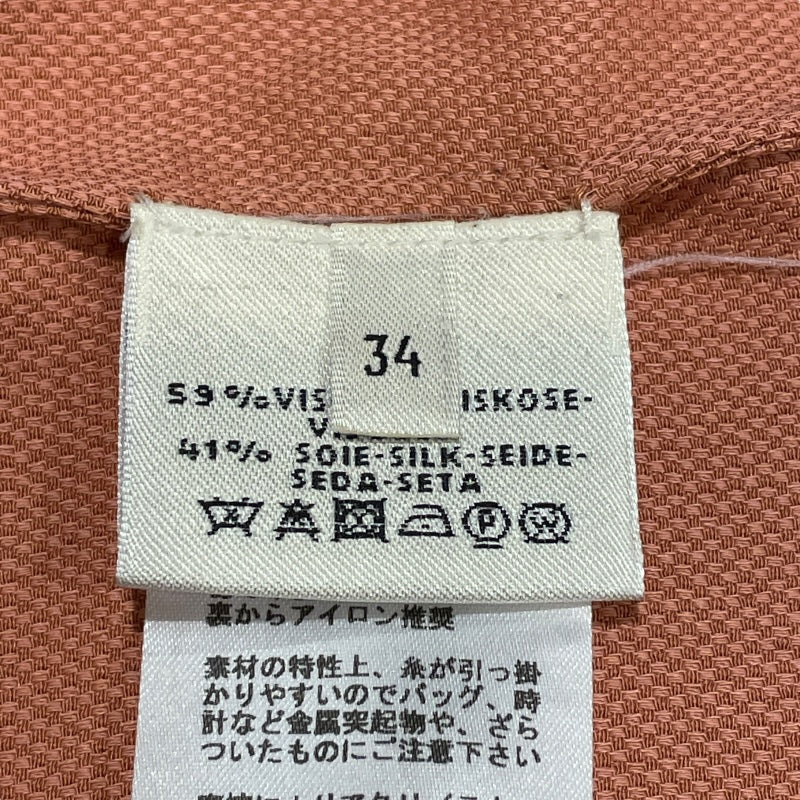 34
59% VIS ISKOSE-
41% SOIE-SILK-SEIDE-
SEDA-SETA
P W
裏からアイロン推奨
素材の特性上、糸が引っ掛
かりやすいのでバッグ、時
計など金属突起物や、ざら
ついたものにご注意下さい